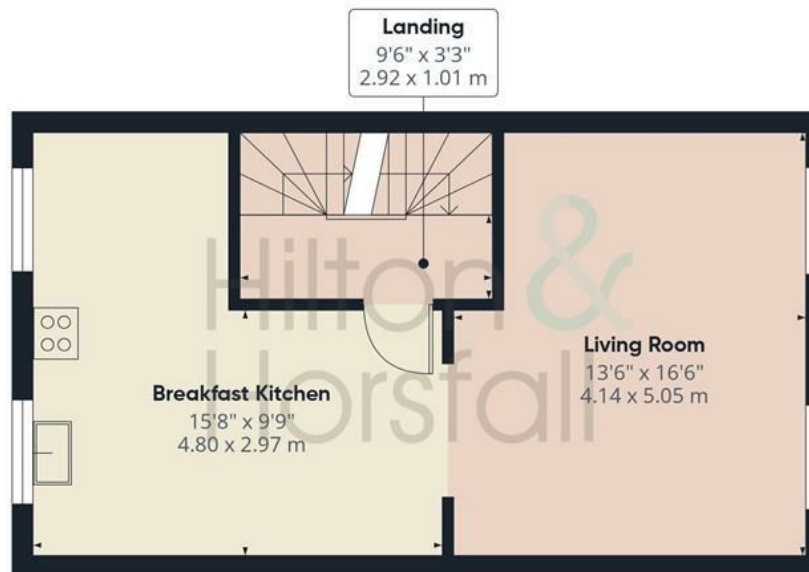 Landing
9'6" x 3'3"
2.92 x 1.01 m
Hilton &
Horsfall
Breakfast Kitchen
15'8" x 9'9"
4.80 x 2.97 m
Living Room
13'6" x 16'6"
4.14 x 5.05 m